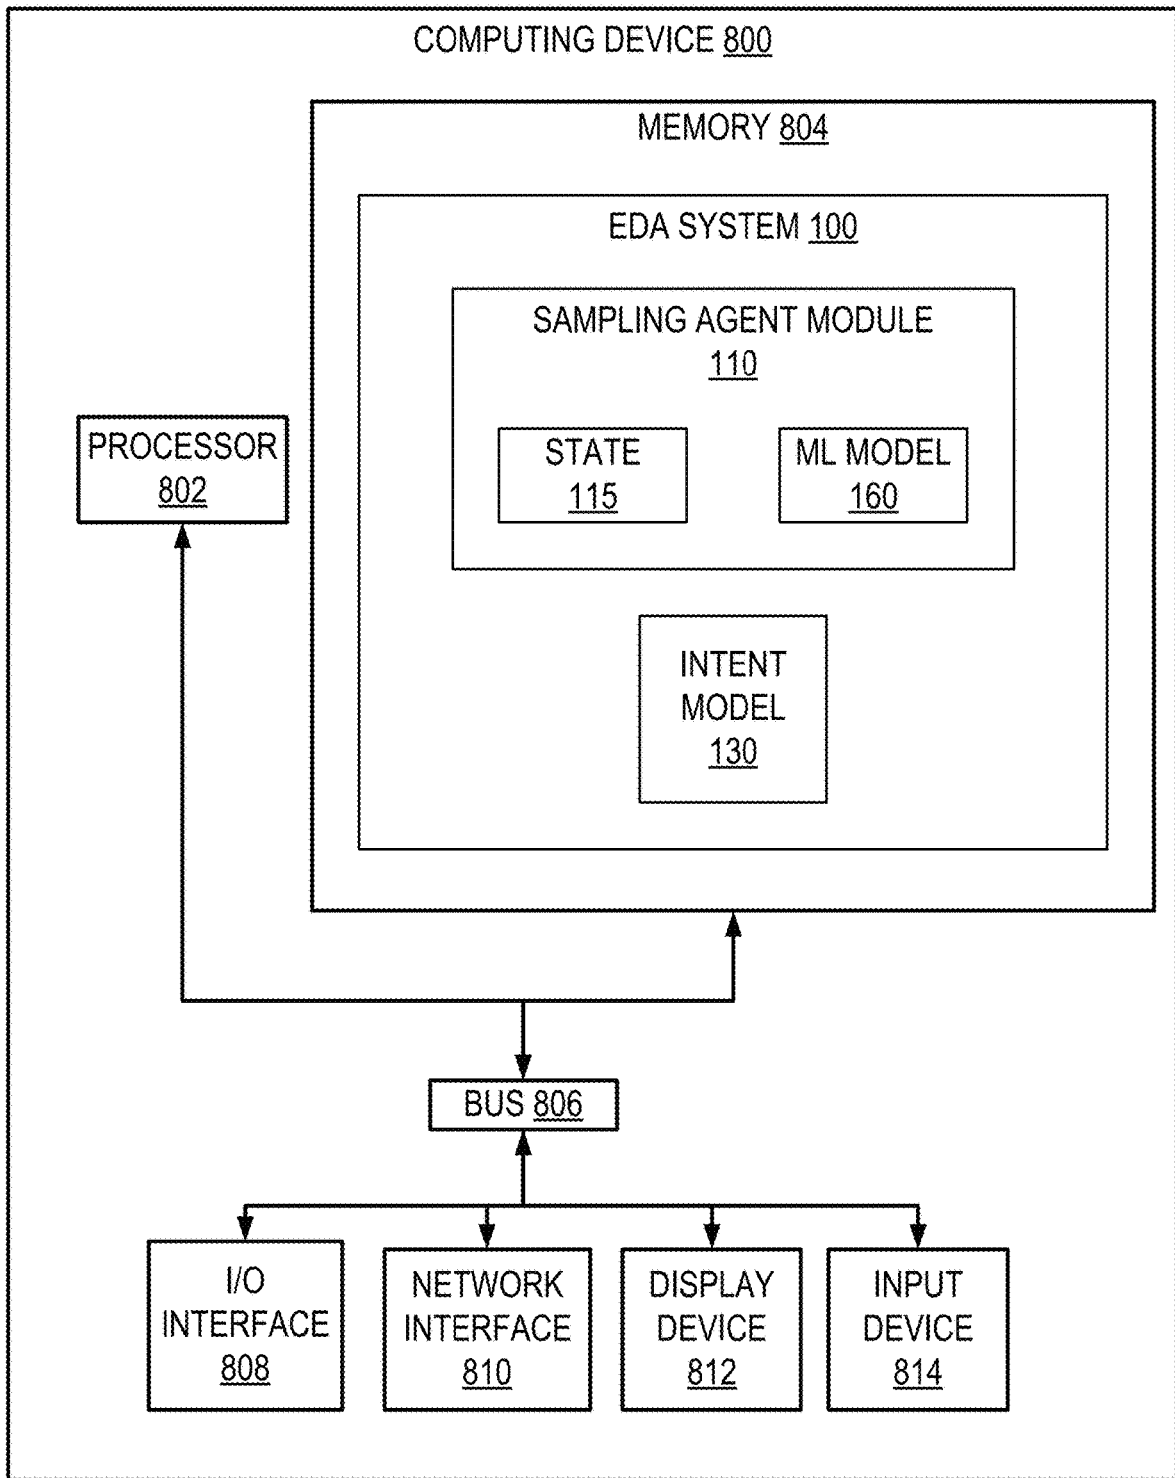 COMPUTING DEVICE 800
MEMORY 804
EDA SYSTEM 100
SAMPLING AGENT MODULE
110
STATE
115
ML MODEL
160
PROCESSOR
802
INTENT
MODEL
130
BUS 806
I/O
INTERFACE
808
NETWORK
INTERFACE
810
DISPLAY
DEVICE
812
INPUT
DEVICE
814